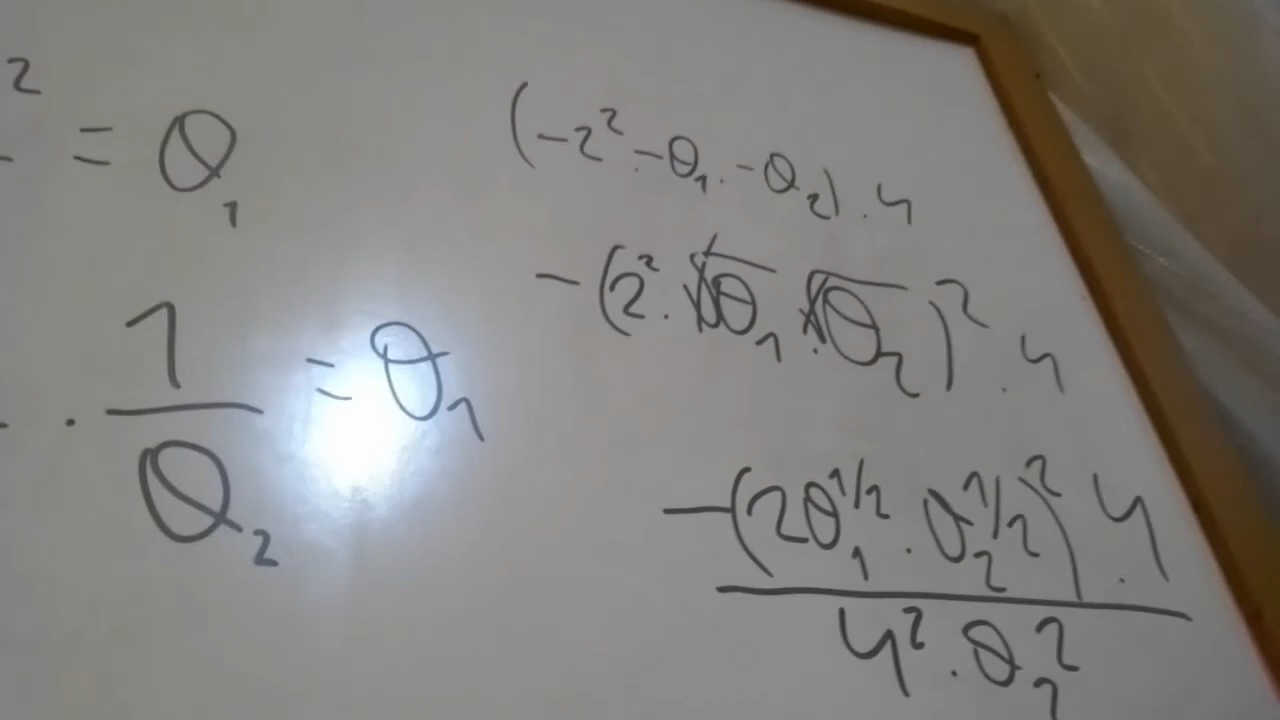 2 = θ₁
· 1/θ₂ = θ₁
(-2² · -θ₁ · -θ₂) · 4
-(2² · √θ₁ · √θ₂)² · 4
-(2θ₁^1/2 · θ₂^1/2)² · 4
4² · θ₂²